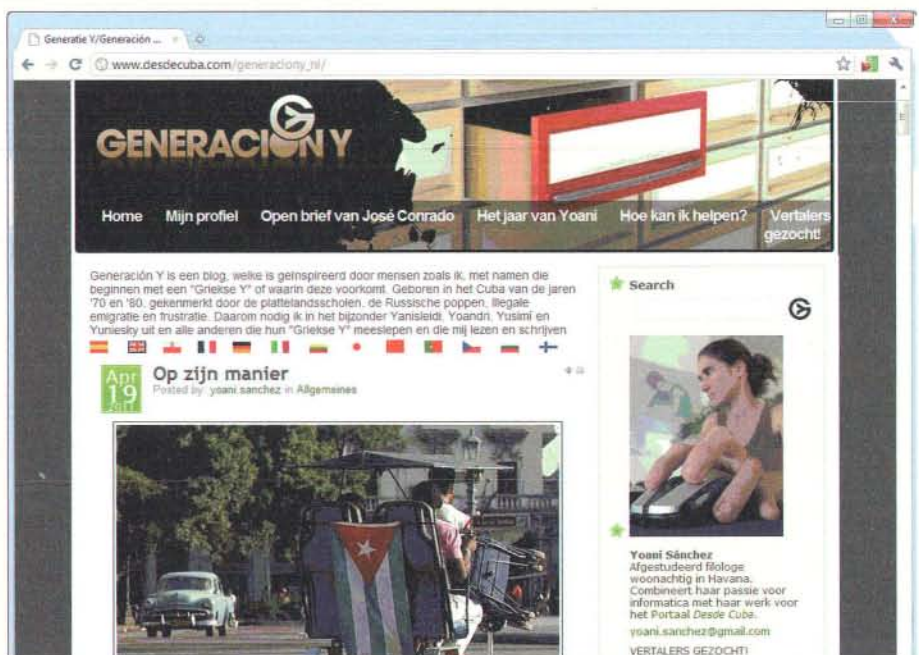 Generatie Y/Generación ...
www.desdecuba.com/generaciony_nl/
GENERACION Y
Home Mijn profiel Open brief van José Conrado Het jaar van Yoani Hoe kan ik helpen? Vertalers
gezocht!
Generación Y is een blog, welke is geïnspireerd door mensen zoals ik, met namen die
beginnen met een "Griekse Y" of waarin deze voorkomt. Geboren in het Cuba van de jaren
'70 en '80, gekenmerkt door de plattelandsscholen, de Russische poppen, illegale
emigratie en frustratie. Daarom nodig ik in het bijzonder Yanisleidi, Yoandri, Yusimí en
Yuniesky uit en alle anderen die hun "Griekse Y" meeslepen en die mij lezen en schrijven
Apr
19
2011
Op zijn manier
Posted by: yoani.sanchez in Allgemeines
Search
Yoani Sánchez
Afgestudeerd filologe
woonachtig in Havana.
Combineert haar passie voor
informatica met haar werk voor
het Portaal Desde Cuba.
yoani.sanchez@gmail.com
VERTALERS GEZOCHT!